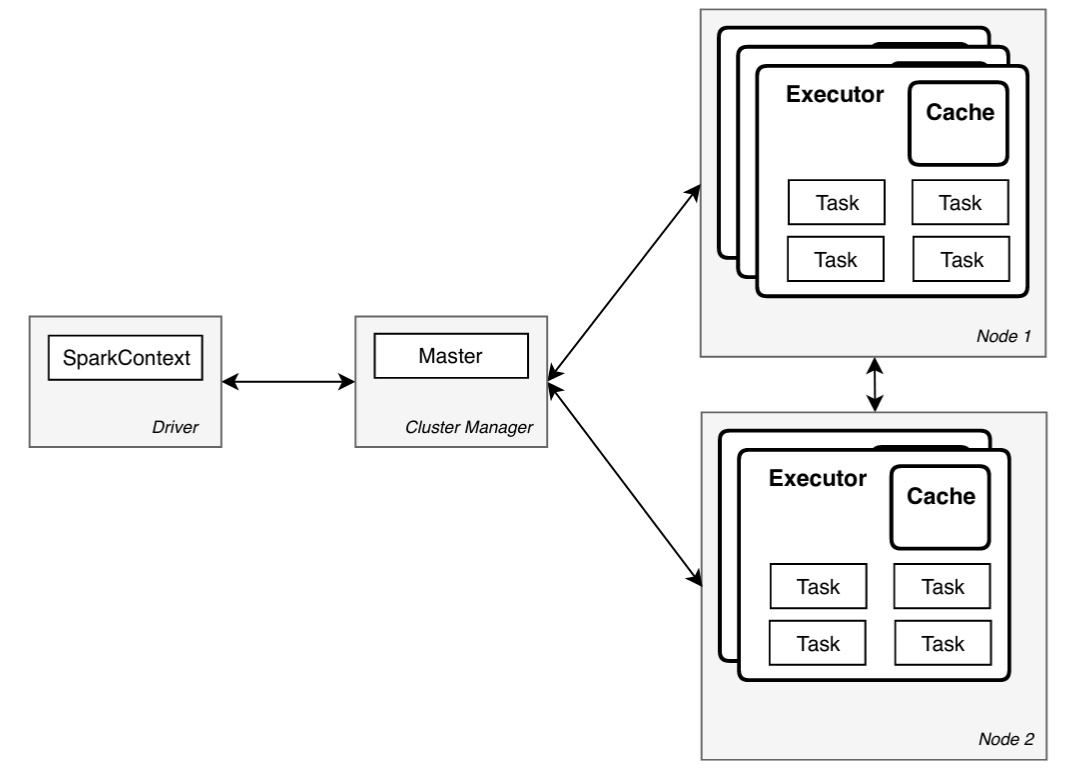 SparkContext
Driver
Master
Cluster Manager
Executor
Cache
Task
Task
Task
Task
Node 1
Executor
Cache
Task
Task
Task
Task
Node 2